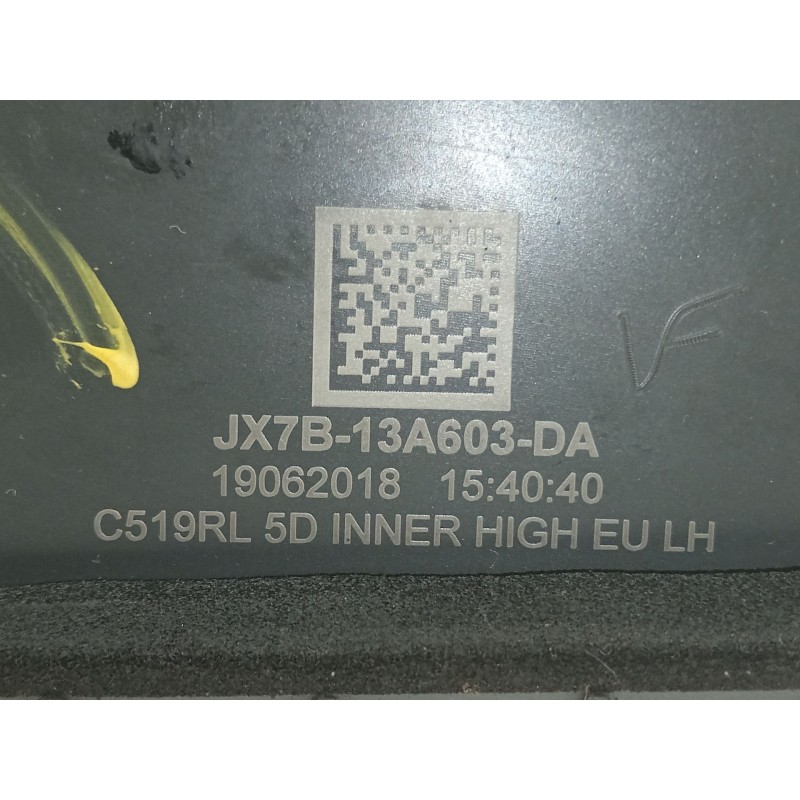 JX7B-13A603-DA
19062018 15:40:40
C519RL 5D INNER HIGH EU LH